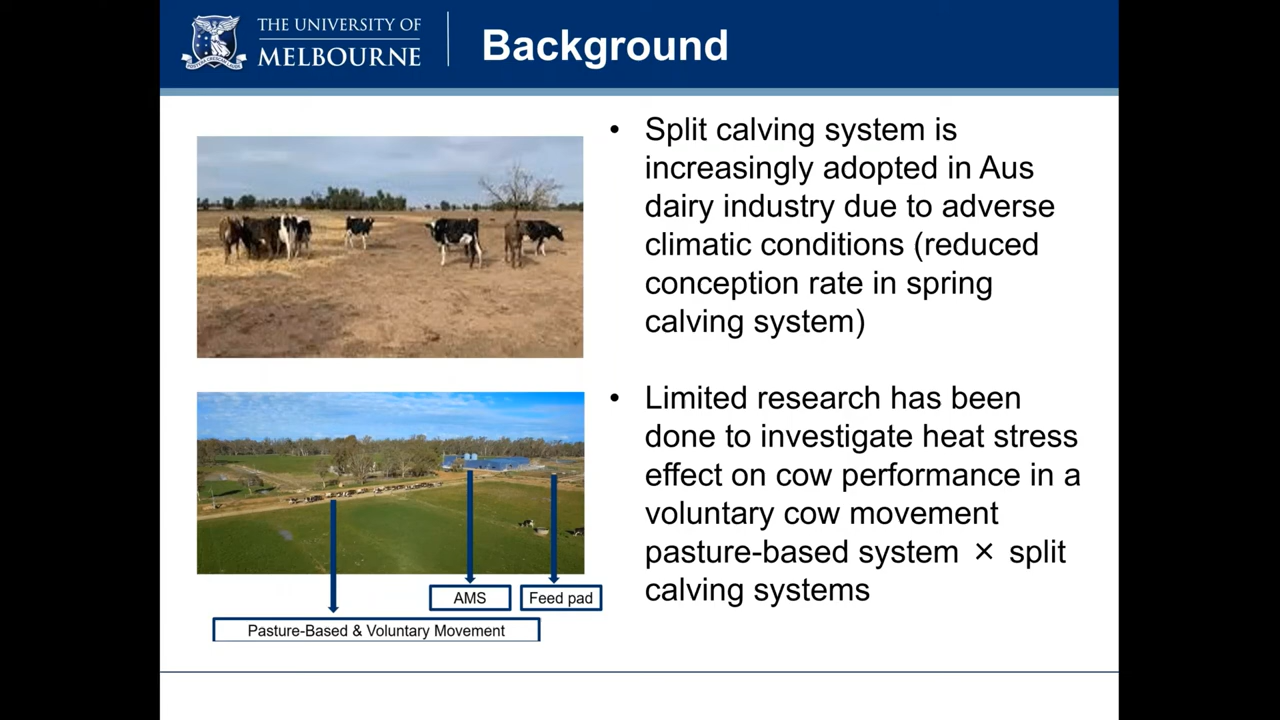 THE UNIVERSITY OF
MELBOURNE
Background
• Split calving system is
increasingly adopted in Aus
dairy industry due to adverse
climatic conditions (reduced
conception rate in spring
calving system)
• Limited research has been
done to investigate heat stress
effect on cow performance in a
voluntary cow movement
pasture-based system × split
calving systems
AMS
Feed pad
Pasture-Based & Voluntary Movement